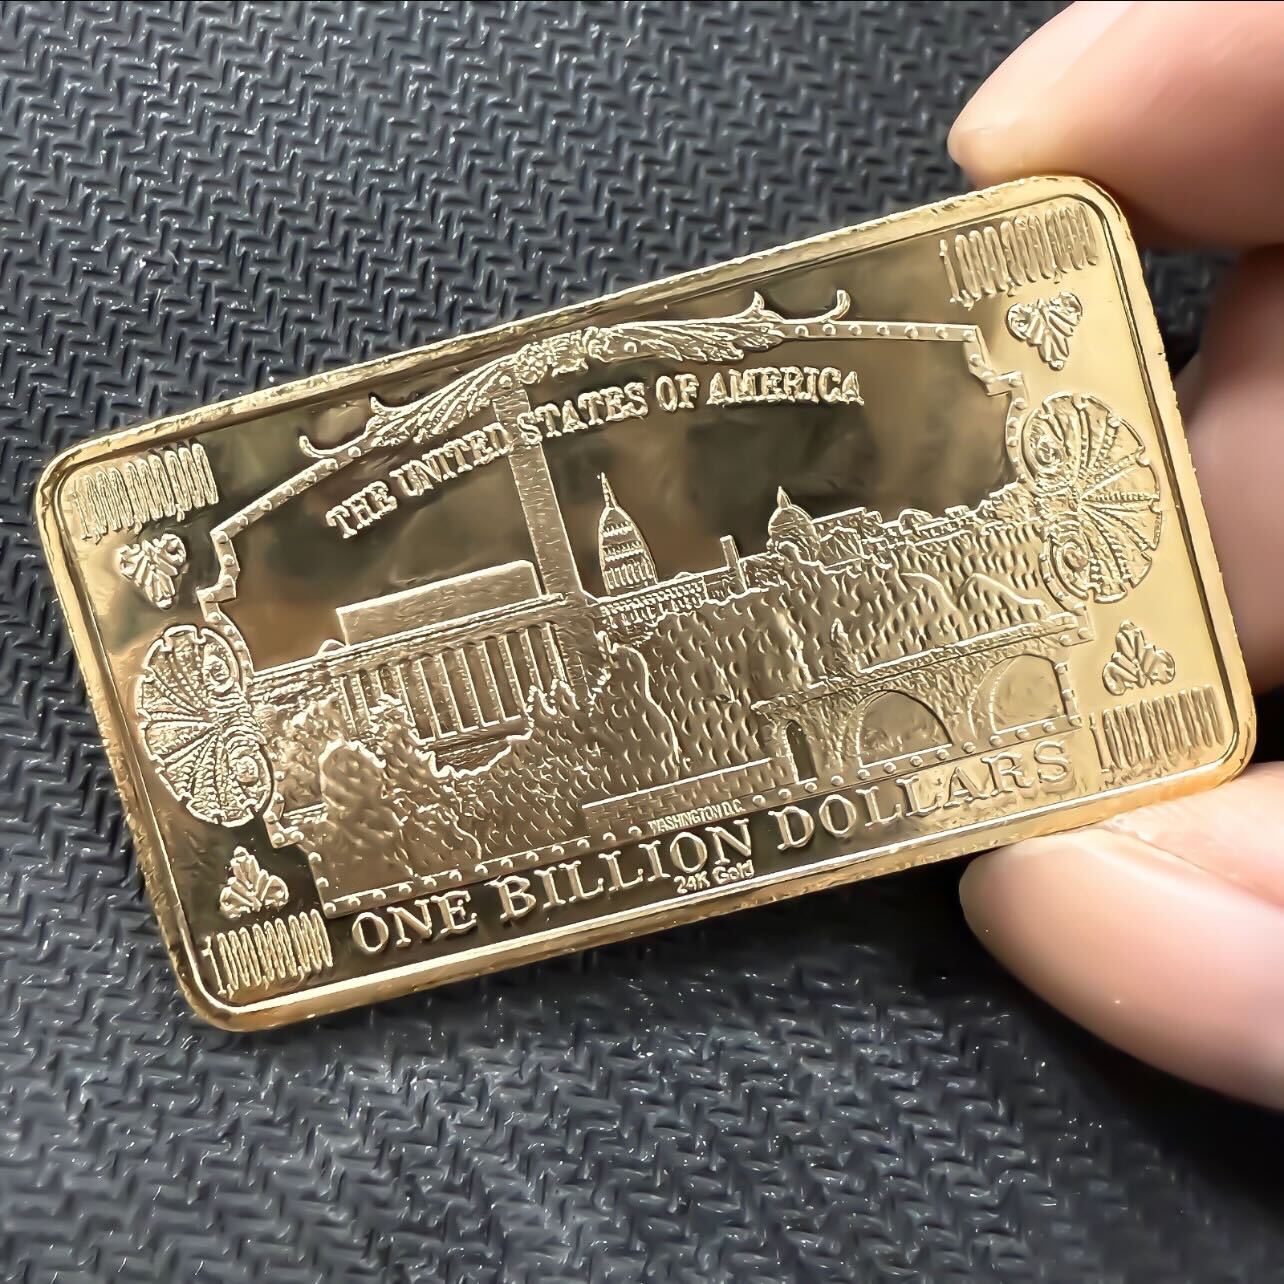 1,000,000,000
1,000,000,000
THE UNITED STATES OF AMERICA
WASHINGTON D.C.
ONE BILLION DOLLARS
24K Gold
1,000,000,000
1,000,000,000